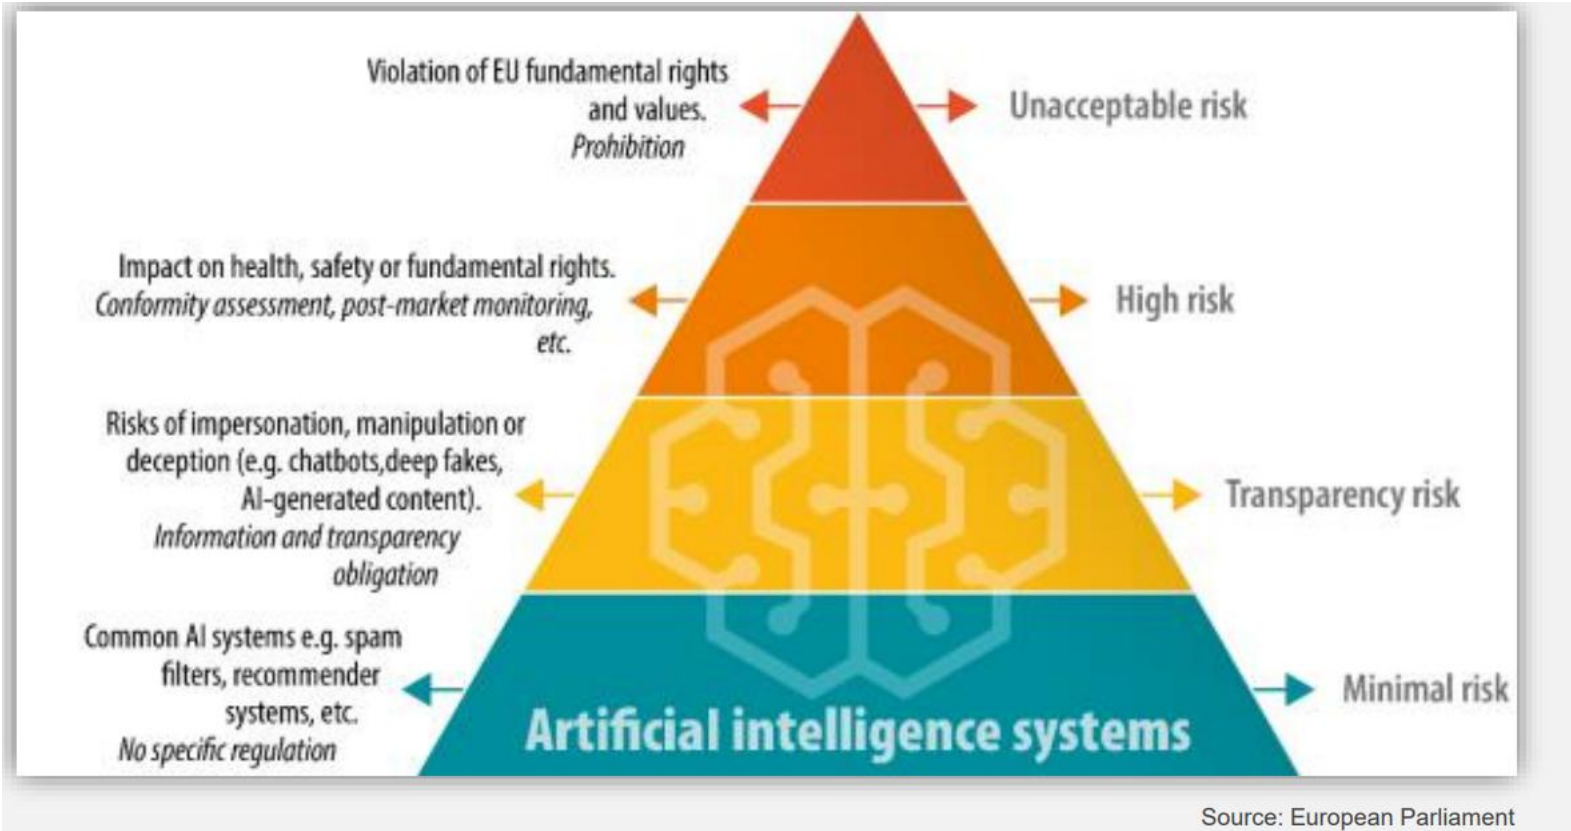 Violation of EU fundamental rights
and values.
Prohibition
Unacceptable risk
Impact on health, safety or fundamental rights.
Conformity assessment, post-market monitoring,
etc.
High risk
Risks of impersonation, manipulation or
deception (e.g. chatbots,deep fakes,
AI-generated content).
Information and transparency
obligation
Transparency risk
Common AI systems e.g. spam
filters, recommender
systems, etc.
No specific regulation
Minimal risk
Artificial intelligence systems
Source: European Parliament